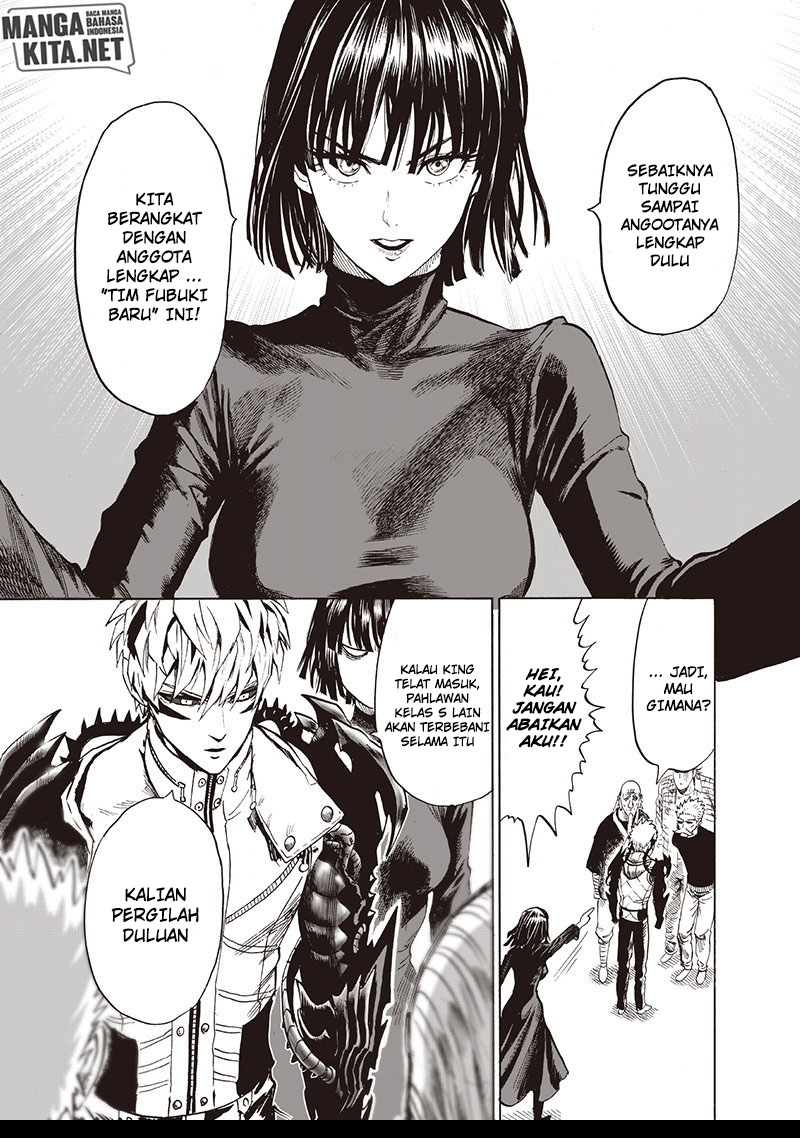 MANGA
KITA.NET
BACA MANGA
BAHASA
INDONESIA
SEBAIKNYA
TUNGGU
SAMPAI
ANGOOTANYA
LENGKAP
DULU
KITA
BERANGKAT
DENGAN
ANGGOTA
LENGKAP ...
"TIM FUBUKI
BARU" INI!
... JADI,
MAU
GIMANA?
HEI,
KAU!
JANGAN
ABAIKAN
AKU!!
KALAU KING
TELAT MASUK,
PAHLAWAN
KELAS S LAIN
AKAN TERBEBANI
SELAMA ITU
KALIAN
PERGILAH
DULUAN